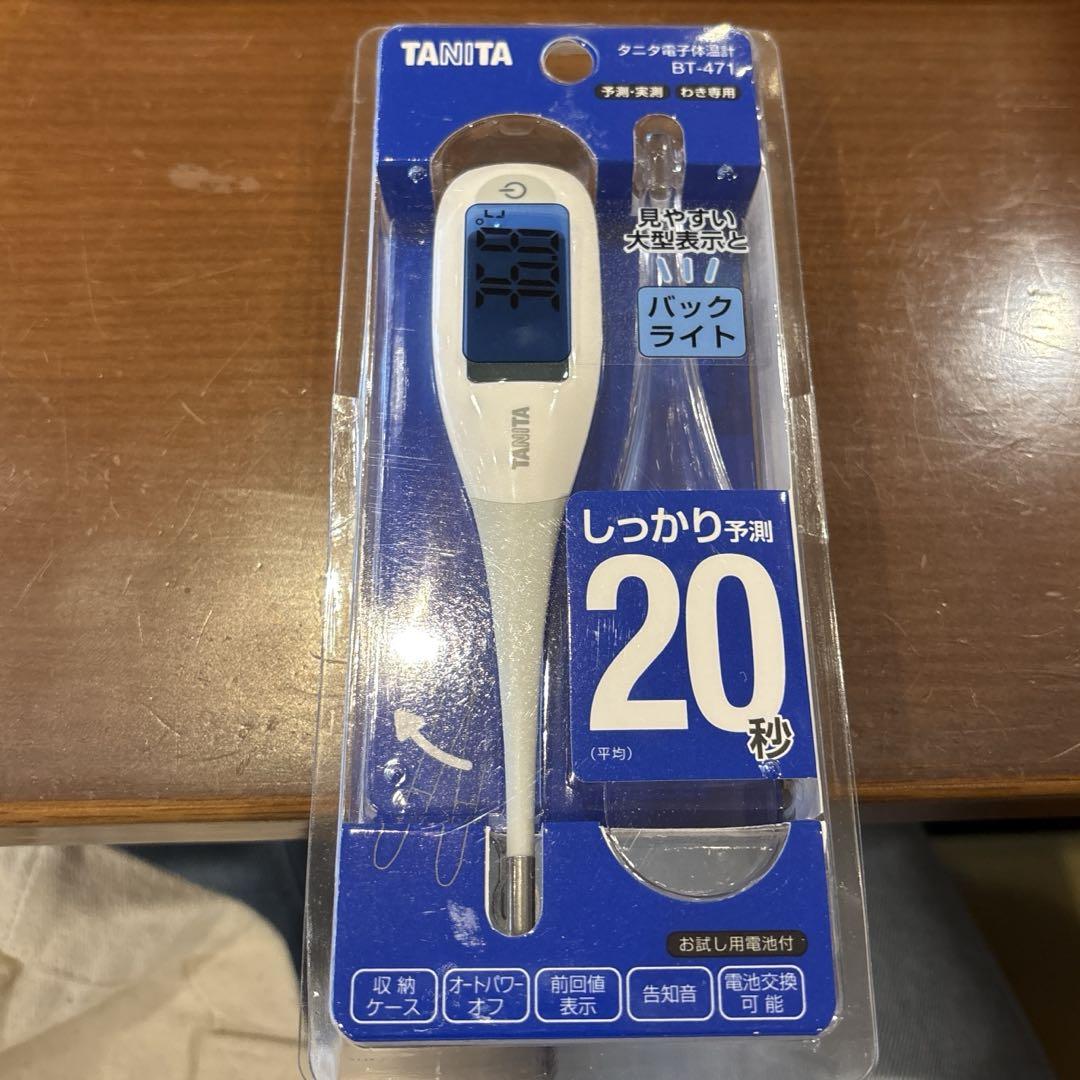 TANITA
タニタ電子体温計
BT-471
予測・実測
わき専用
見やすい
大型表示と
バック
ライト
TANITA
しっかり予測
20秒
(平均)
お試し用電池付
収納
ケース
オートパワー
オフ
前回値
表示
告知音
電池交換
可能